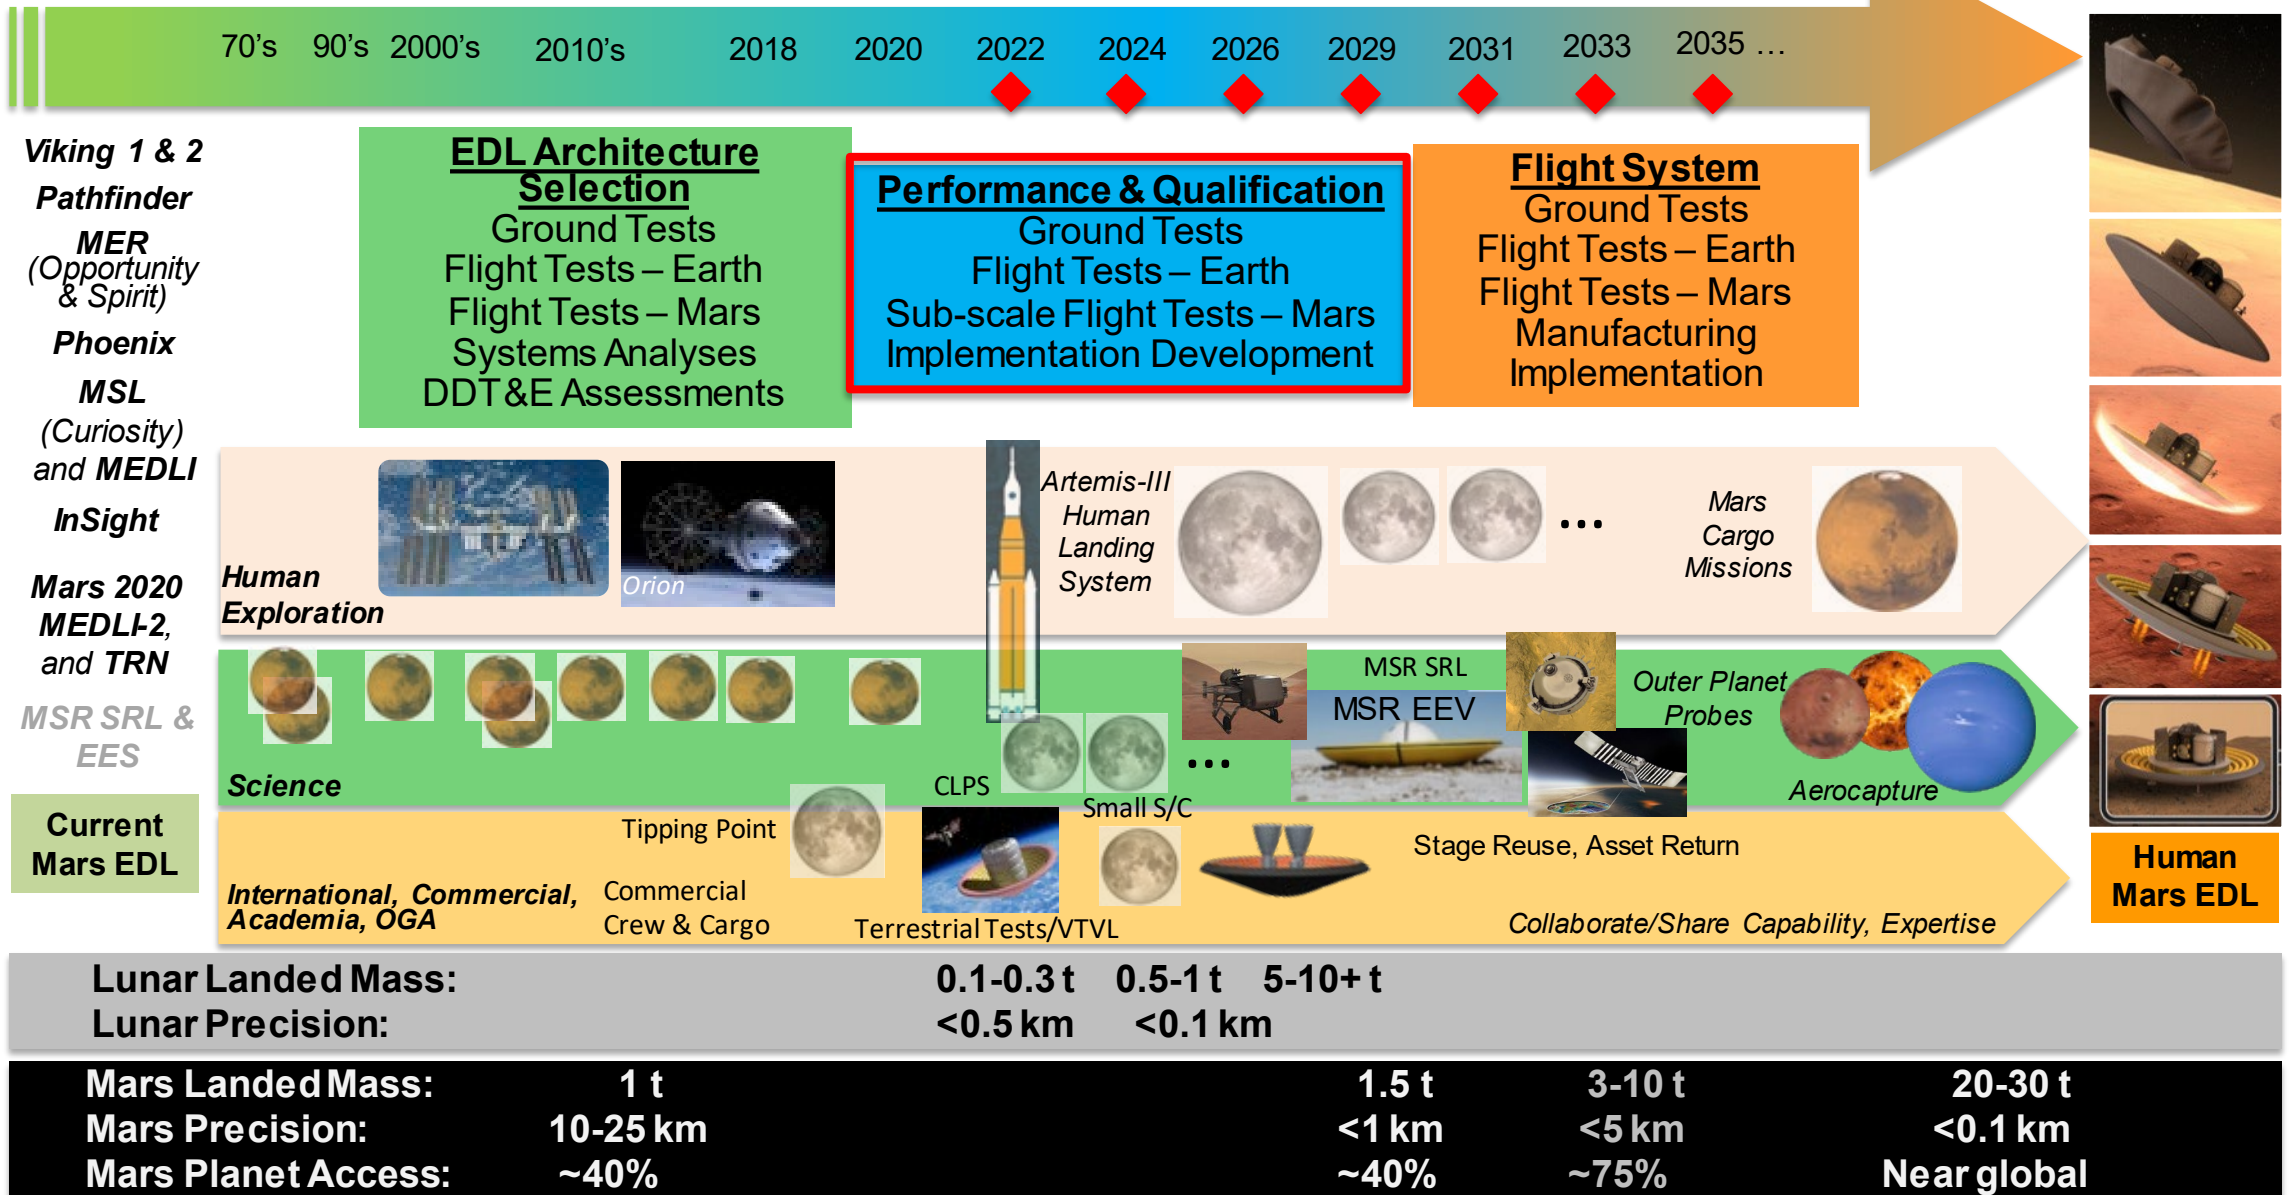 70's 90's 2000's 2010's 2018 2020 2022 2024 2026 2029 2031 2033 2035 ...
Viking 1 & 2
Pathfinder
MER
(Opportunity
& Spirit)
Phoenix
MSL
(Curiosity)
and MEDLI
InSight
Mars 2020
MEDLI-2,
and TRN
MSR SRL &
EES
Current
Mars EDL
EDL Architecture
Selection
Ground Tests
Flight Tests – Earth
Flight Tests – Mars
Systems Analyses
DDT&E Assessments
Performance & Qualification
Ground Tests
Flight Tests – Earth
Sub-scale Flight Tests – Mars
Implementation Development
Flight System
Ground Tests
Flight Tests – Earth
Flight Tests – Mars
Manufacturing
Implementation
Human
Exploration
Orion
Artemis-III
Human
Landing
System
...
Mars
Cargo
Missions
Science
CLPS
...
Small S/C
MSR SRL
MSR EEV
Outer Planet
Probes
Aerocapture
International, Commercial,
Academia, OGA
Tipping Point
Commercial
Crew & Cargo
Terrestrial Tests/VTVL
Stage Reuse, Asset Return
Collaborate/Share Capability, Expertise
Human
Mars EDL
Lunar Landed Mass: 0.1-0.3 t 0.5-1 t 5-10+ t
Lunar Precision: <0.5 km <0.1 km
Mars Landed Mass: 1 t 1.5 t 3-10 t 20-30 t
Mars Precision: 10-25 km <1 km <5 km <0.1 km
Mars Planet Access: ~40% ~40% ~75% Near global